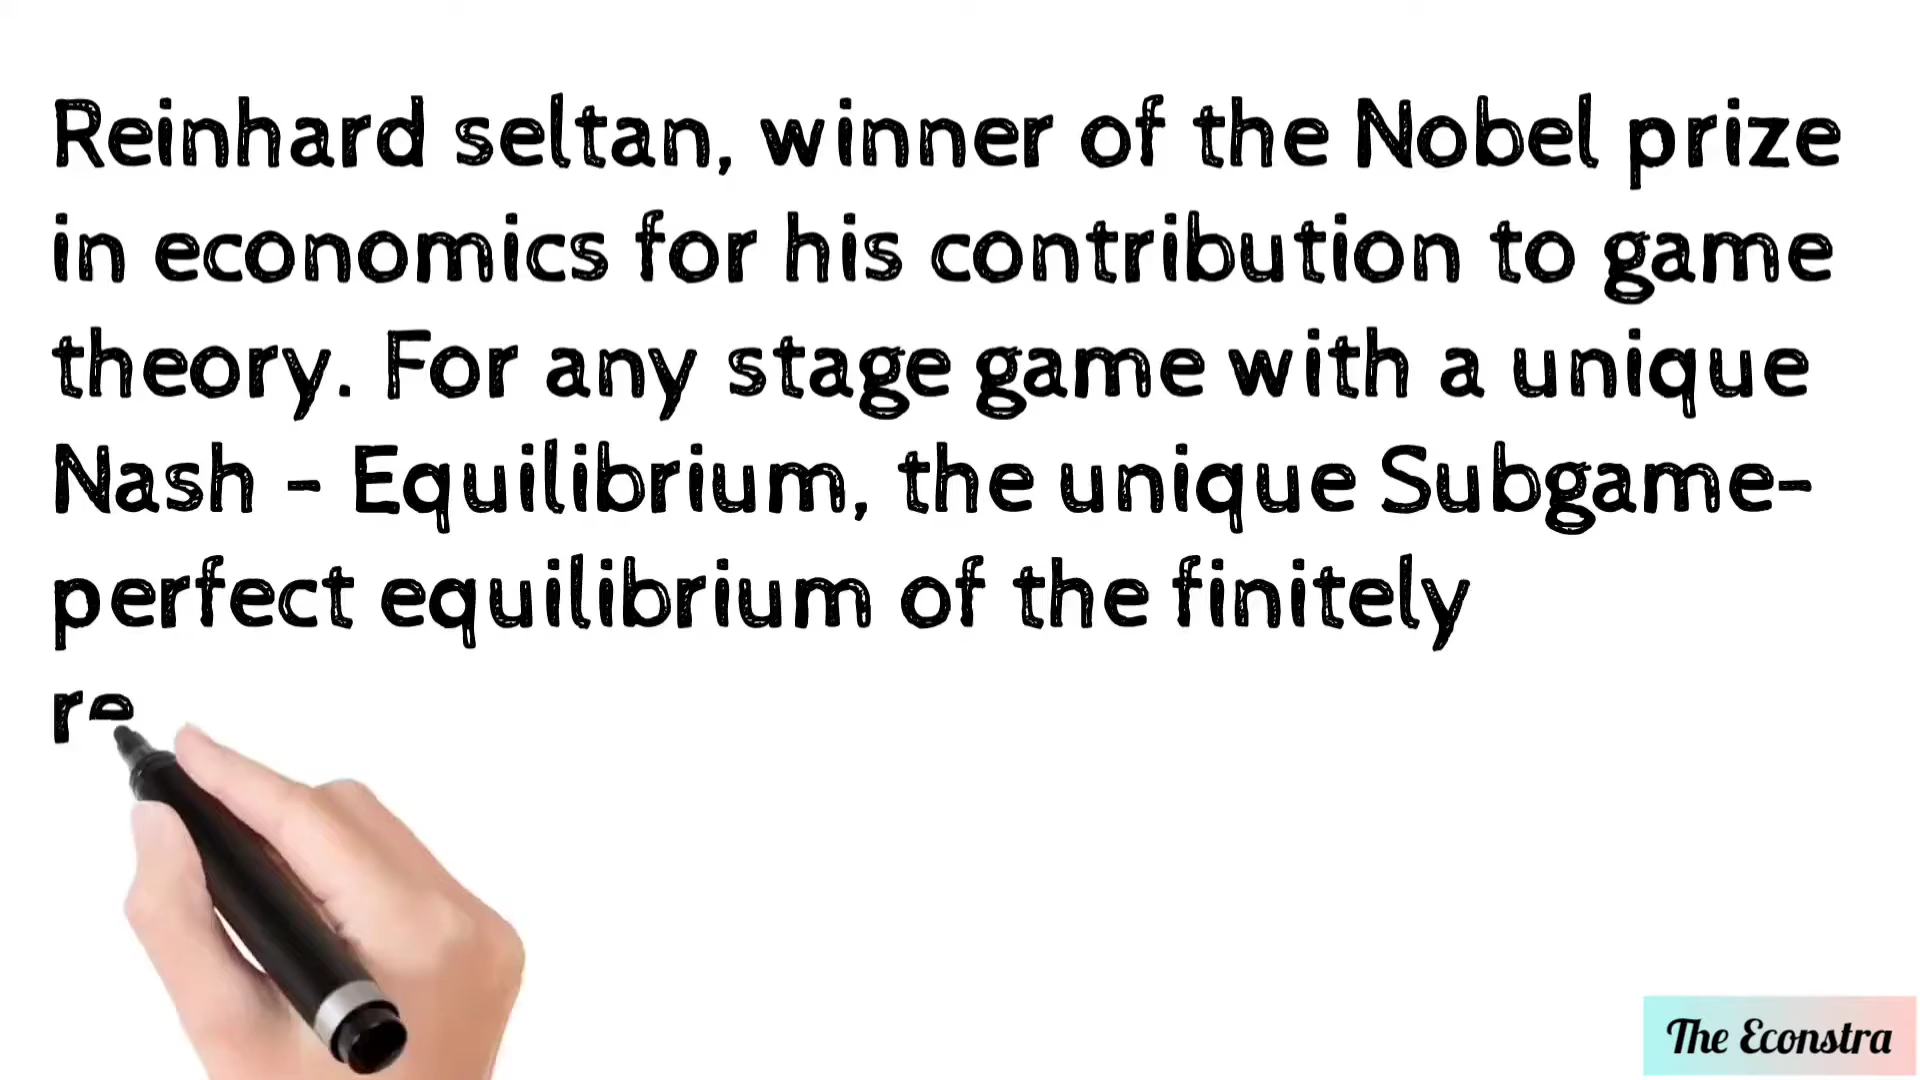 Reinhard seltan, winner of the Nobel prize
in economics for his contribution to game
theory. For any stage game with a unique
Nash - Equilibrium, the unique Subgame-
perfect equilibrium of the finitely
re
The Econstra